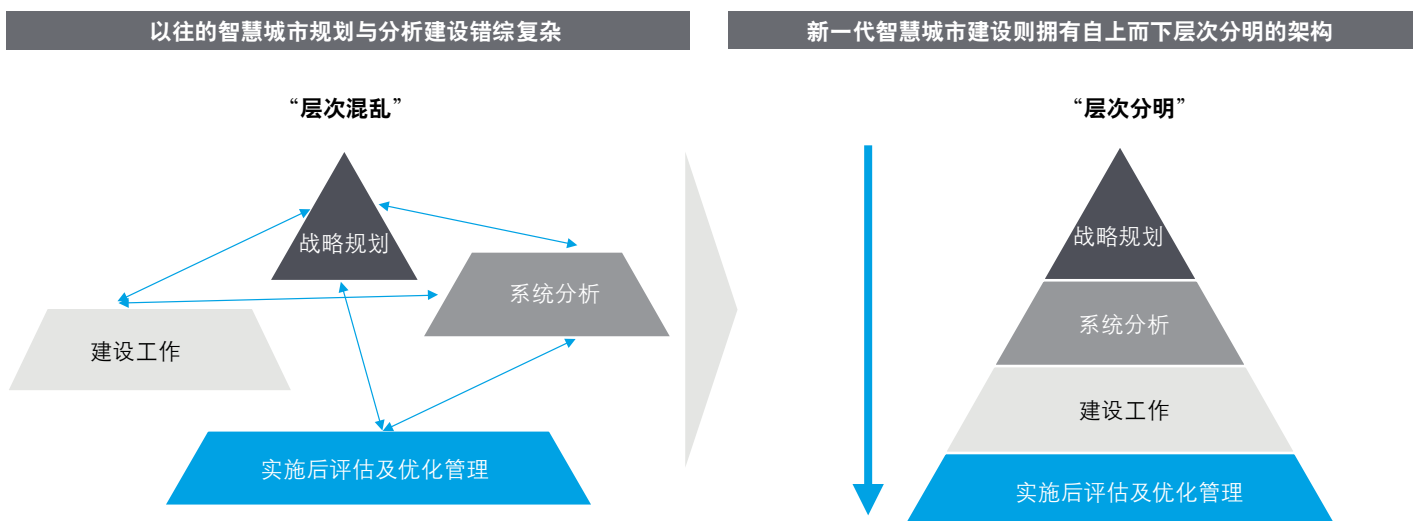 以往的智慧城市规划与分析建设错综复杂
“层次混乱”
战略规划
系统分析
建设工作
实施后评估及优化管理
新一代智慧城市建设则拥有自上而下层次分明的架构
“层次分明”
战略规划
系统分析
建设工作
实施后评估及优化管理